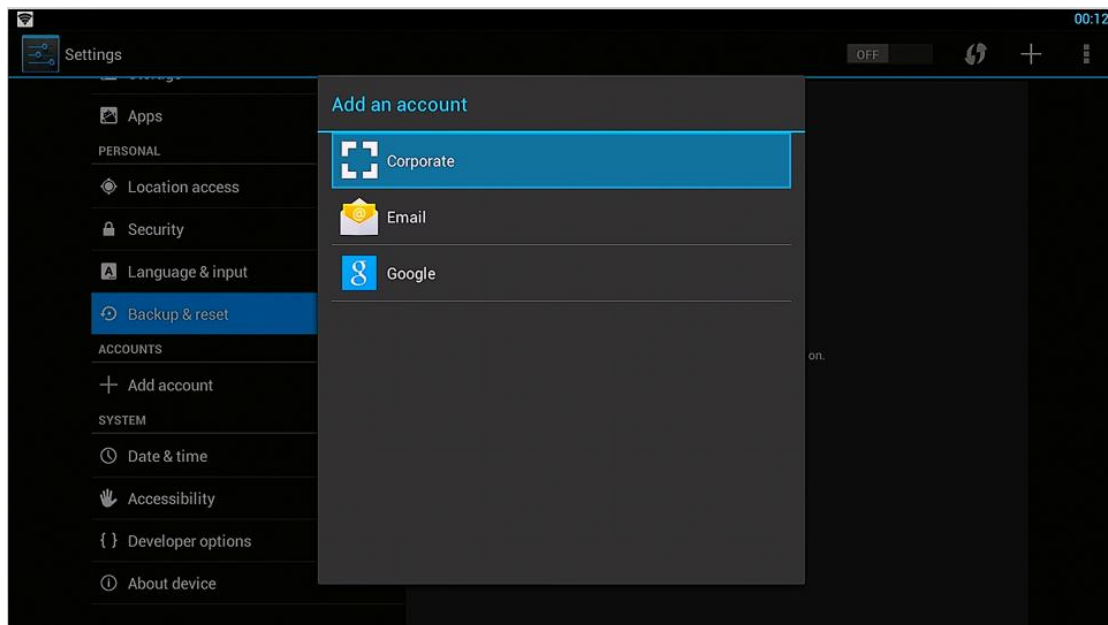 00:12
Settings
OFF
Apps
PERSONAL
Location access
Security
Language & input
Backup & reset
ACCOUNTS
Add account
SYSTEM
Date & time
Accessibility
{ } Developer options
About device
Add an account
Corporate
Email
Google
on.